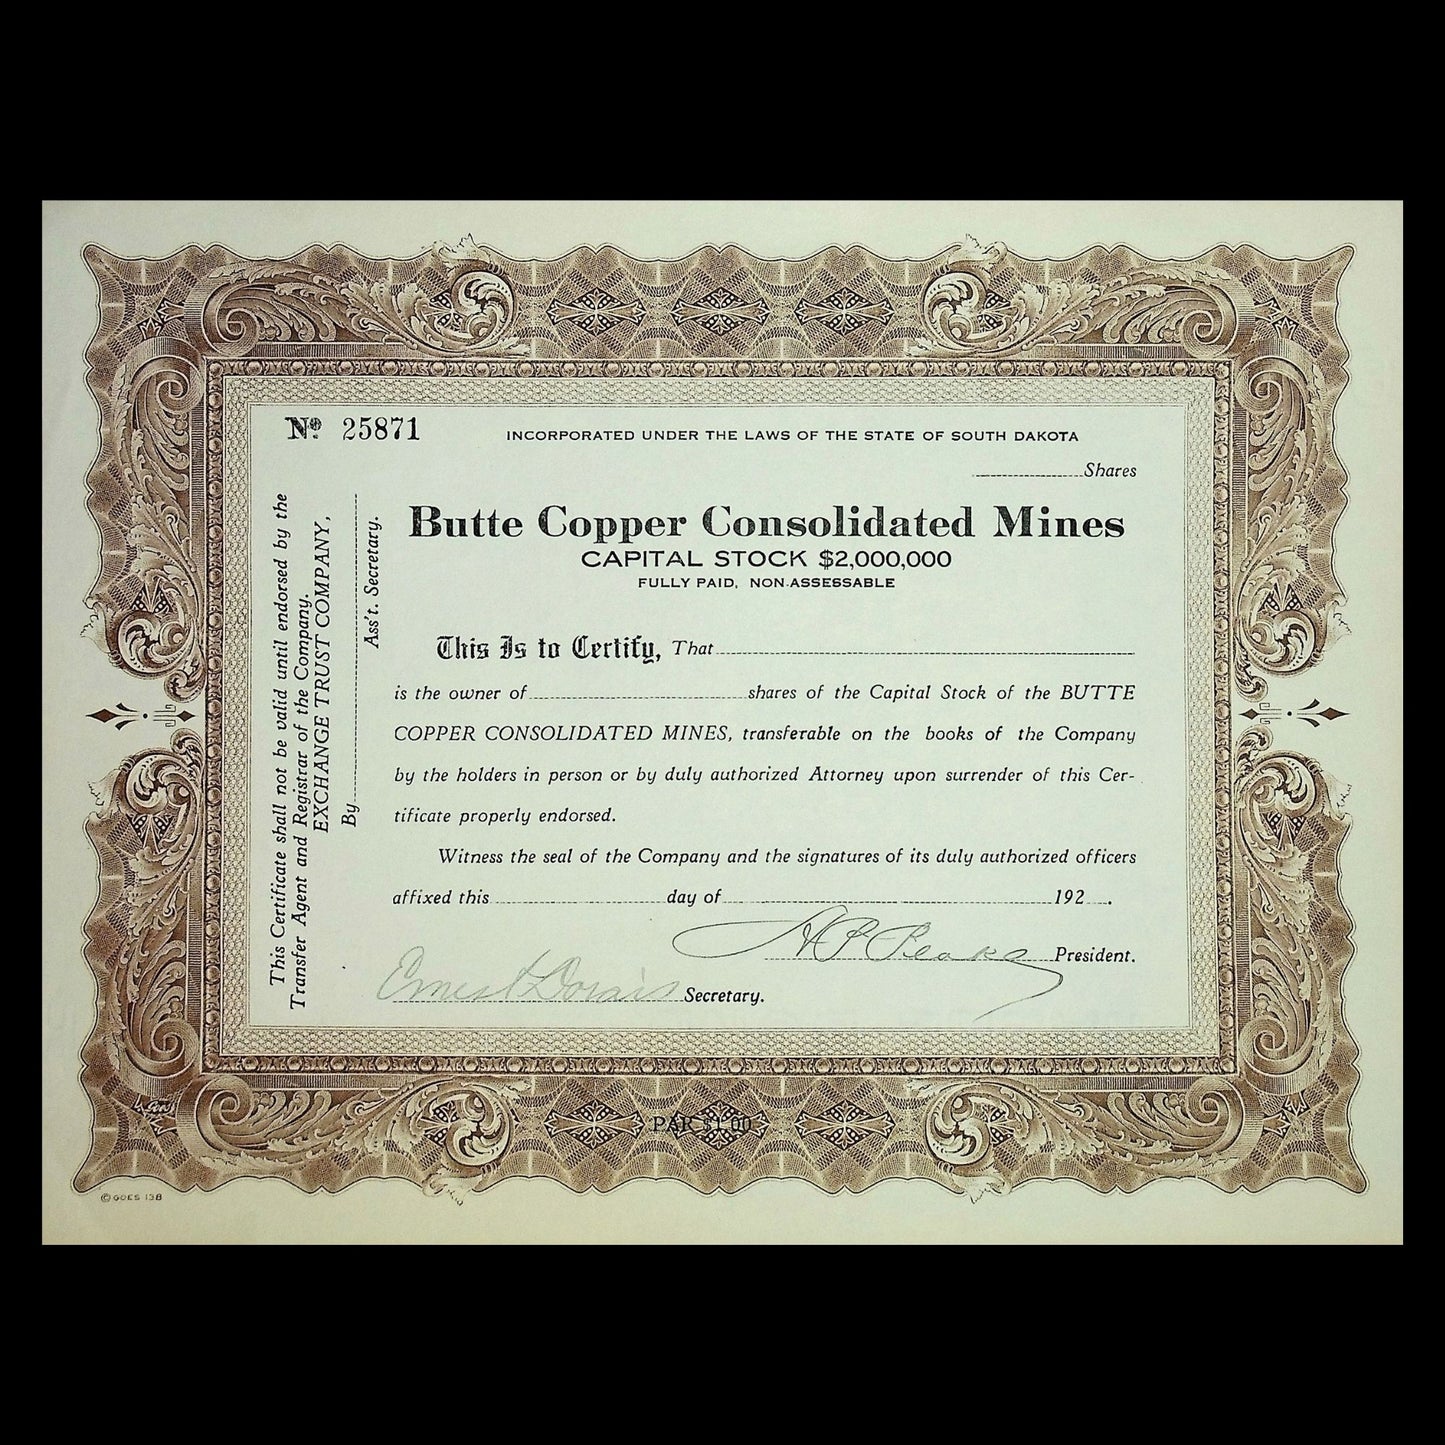 Nº 25871
INCORPORATED UNDER THE LAWS OF THE STATE OF SOUTH DAKOTA
Shares
Butte Copper Consolidated Mines
CAPITAL STOCK $2,000,000
FULLY PAID, NON-ASSESSABLE
This Is to Certify, That
is the owner of shares of the Capital Stock of the BUTTE
COPPER CONSOLIDATED MINES, transferable on the books of the Company
by the holders in person or by duly authorized Attorney upon surrender of this Cer-
tificate properly endorsed.
Witness the seal of the Company and the signatures of its duly authorized officers
affixed this day of 192 .
President.
Ernest Secretary.
This Certificate shall not be valid until endorsed by the
Transfer Agent and Registrar of the Company.
EXCHANGE TRUST COMPANY,
By
Ass't. Secretary.
PAR $1.00
© GOES 138